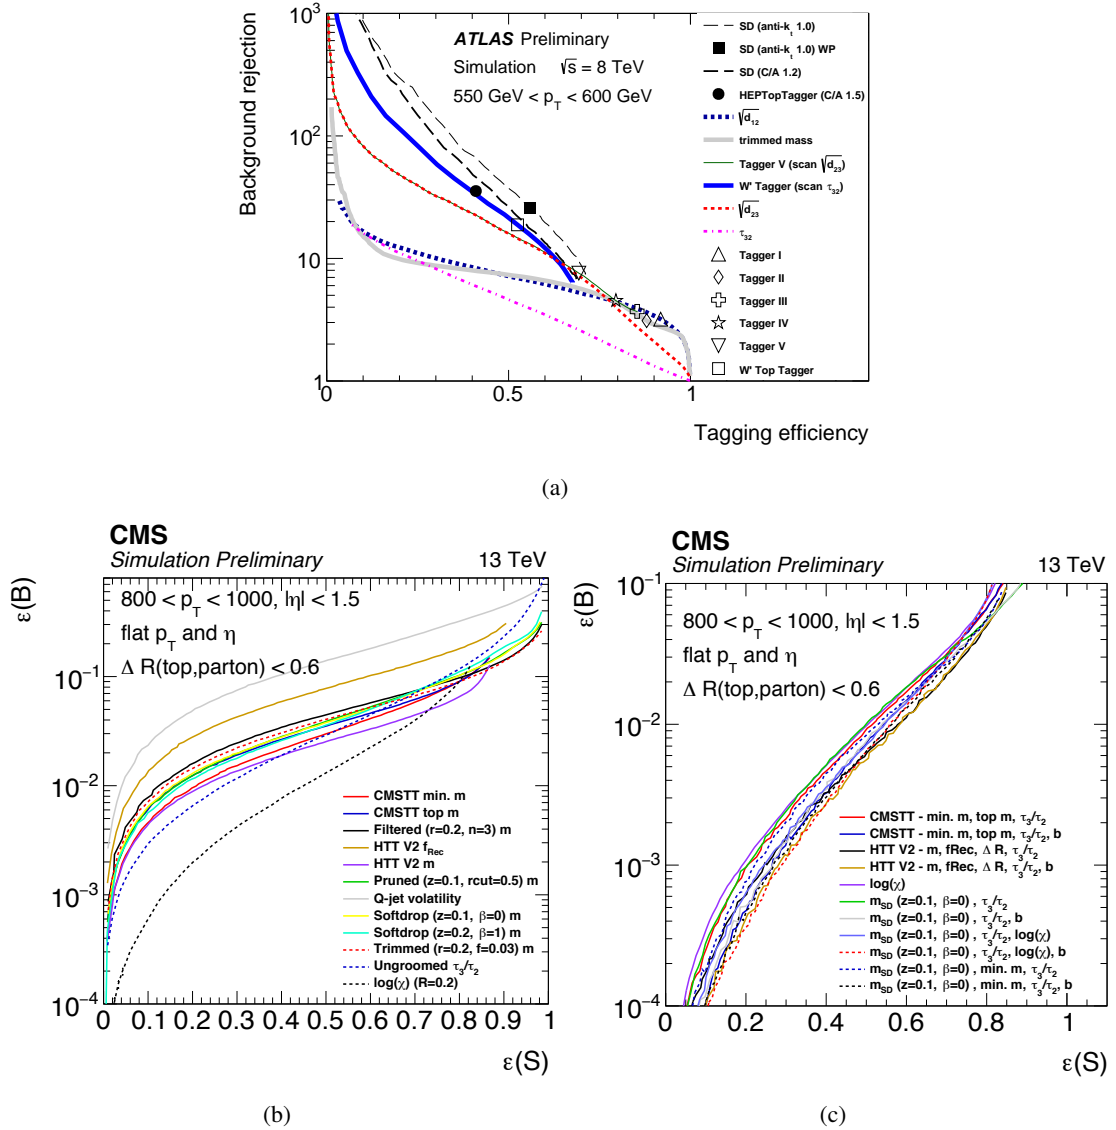 Background rejection
10³
10²
10
1
0
0.5
1
Tagging efficiency
ATLAS Preliminary
Simulation √s = 8 TeV
550 GeV < p_T < 600 GeV
SD (anti-k_t 1.0)
SD (anti-k_t 1.0) WP
SD (C/A 1.2)
HEPTopTagger (C/A 1.5)
√d₁₂
trimmed mass
Tagger V (scan √d₂₃)
W' Tagger (scan τ₃₂)
√d₂₃
τ₃₂
Tagger I
Tagger II
Tagger III
Tagger IV
Tagger V
W' Top Tagger
(a)
CMS
Simulation Preliminary 13 TeV
ε(B)
800 < p_T < 1000, |η| < 1.5
flat p_T and η
Δ R(top,parton) < 0.6
10⁻¹
10⁻²
10⁻³
10⁻⁴
CMSTT min. m
CMSTT top m
Filtered (r=0.2, n=3) m
HTT V2 f_Rec
HTT V2 m
Pruned (z=0.1, rcut=0.5) m
Q-jet volatility
Softdrop (z=0.1, β=0) m
Softdrop (z=0.2, β=1) m
Trimmed (r=0.2, f=0.03) m
Ungroomed τ₃/τ₂
log(χ) (R=0.2)
0 0.1 0.2 0.3 0.4 0.5 0.6 0.7 0.8 0.9 1
ε(S)
(b)
CMS
Simulation Preliminary 13 TeV
ε(B)
800 < p_T < 1000, |η| < 1.5
flat p_T and η
Δ R(top,parton) < 0.6
10⁻¹
10⁻²
10⁻³
10⁻⁴
CMSTT - min. m, top m, τ₃/τ₂
CMSTT - min. m, top m, τ₃/τ₂, b
HTT V2 - m, fRec, Δ R, τ₃/τ₂
HTT V2 - m, fRec, Δ R, τ₃/τ₂, b
log(χ)
m_SD (z=0.1, β=0) , τ₃/τ₂
m_SD (z=0.1, β=0) , τ₃/τ₂, b
m_SD (z=0.1, β=0) , τ₃/τ₂, log(χ)
m_SD (z=0.1, β=0) , τ₃/τ₂, log(χ), b
m_SD (z=0.1, β=0) , min. m, τ₃/τ₂
m_SD (z=0.1, β=0) , min. m, τ₃/τ₂, b
0 0.2 0.4 0.6 0.8 1
ε(S)
(c)